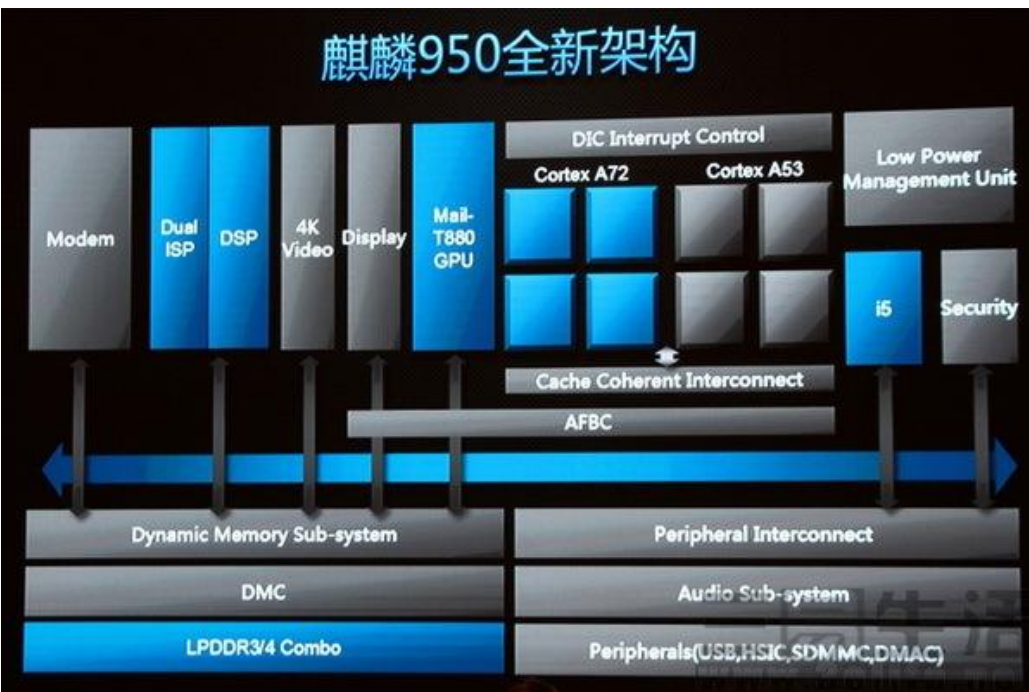 麒麟950全新架构
DIC Interrupt Control
Low Power
Management Unit
Cortex A72
Cortex A53
Modem
Dual
ISP
DSP
4K
Video
Display
Mail-
T880
GPU
i5
Security
Cache Coherent Interconnect
AFBC
Dynamic Memory Sub-system
Peripheral Interconnect
DMC
Audio Sub-system
LPDDR3/4 Combo
Peripherals(USB,HSIC,SDMMC,DMAC)